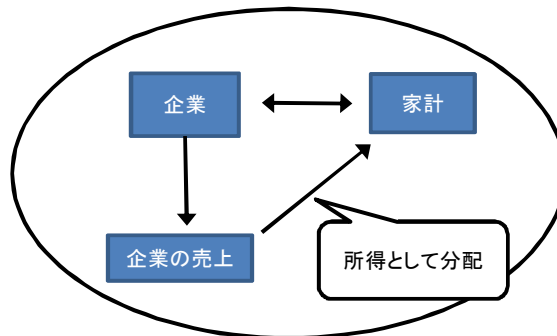 企業
家計
企業の売上
所得として分配